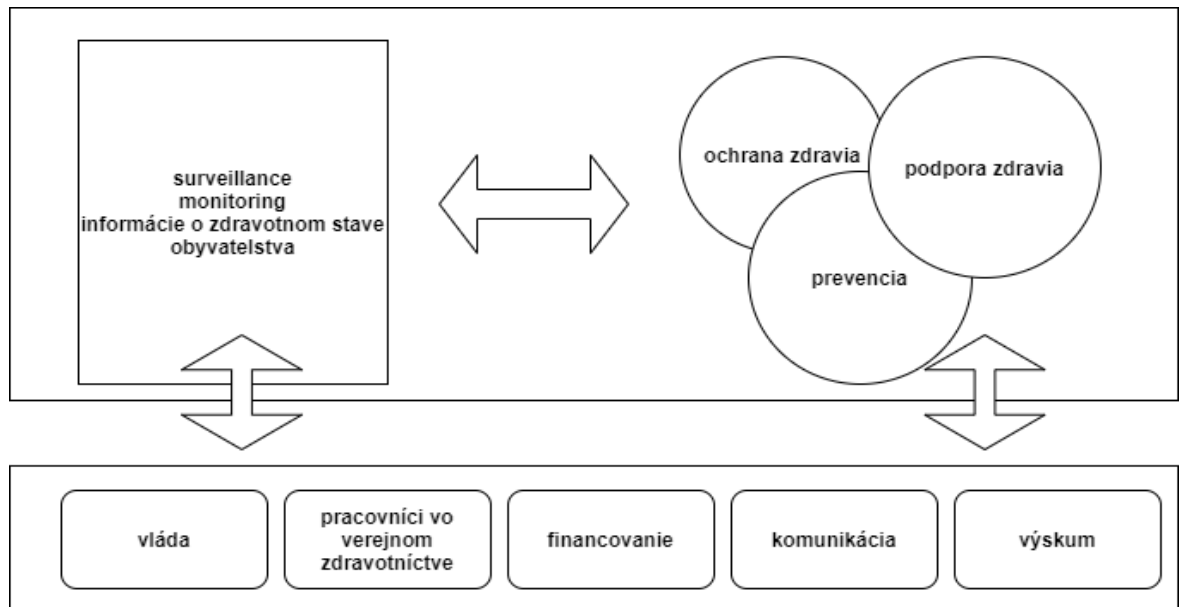 surveillance
monitoring
informácie o zdravotnom stave
obyvatelstva
ochrana zdravia
podpora zdravia
prevencia
vláda
pracovníci vo
verejnom
zdravotníctve
financovanie
komunikácia
výskum